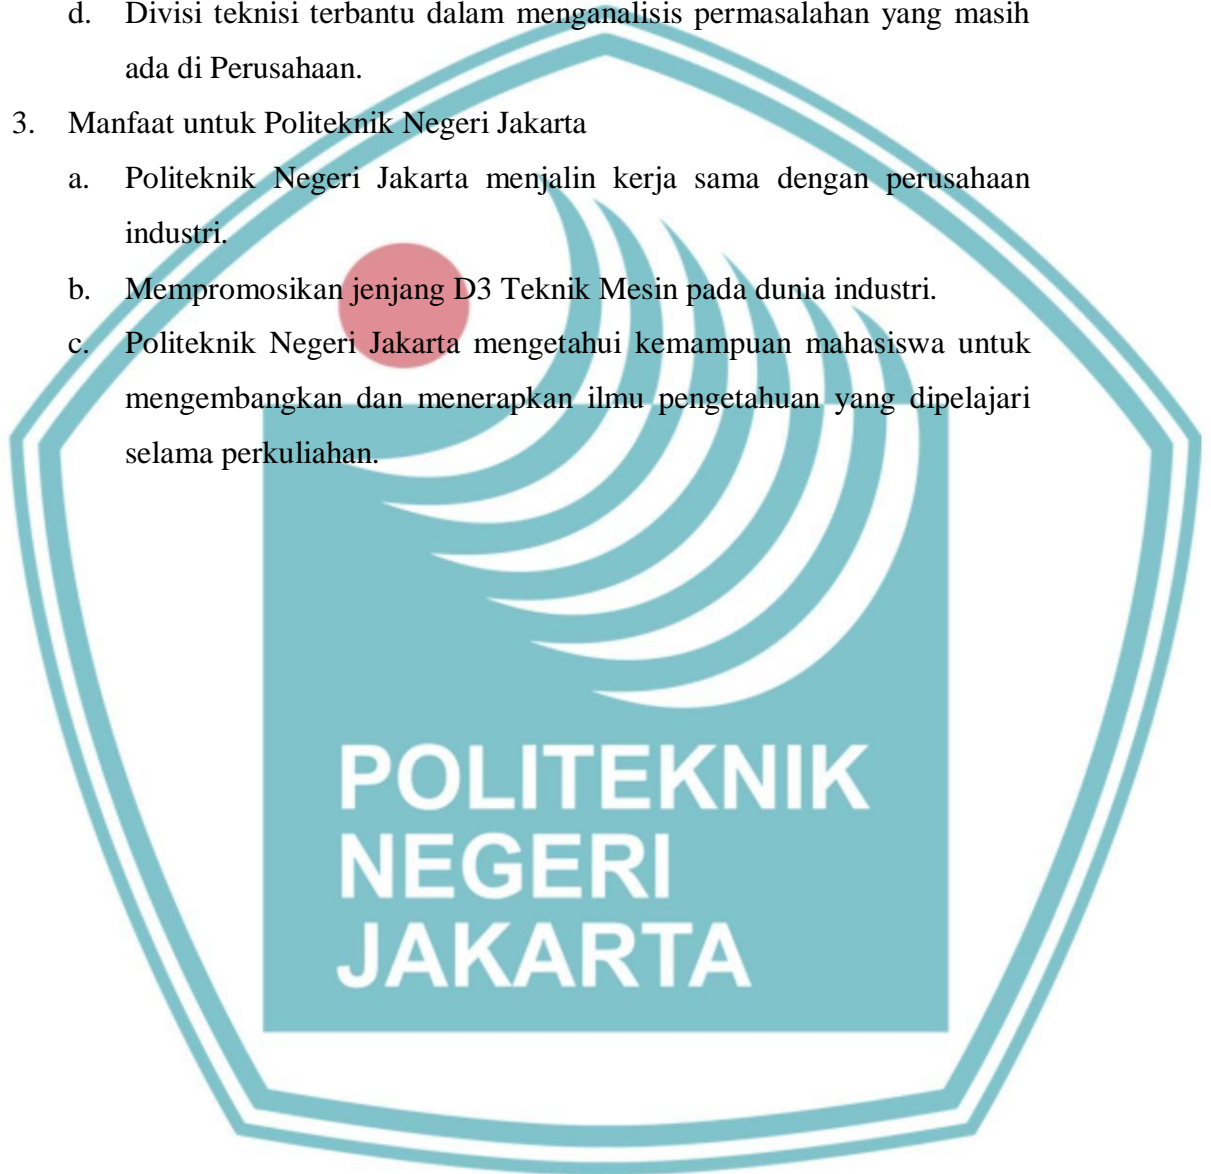 d. Divisi teknisi terbantu dalam menganalisis permasalahan yang masih
ada di Perusahaan.
3. Manfaat untuk Politeknik Negeri Jakarta
a. Politeknik Negeri Jakarta menjalin kerja sama dengan perusahaan
industri.
b. Mempromosikan jenjang D3 Teknik Mesin pada dunia industri.
c. Politeknik Negeri Jakarta mengetahui kemampuan mahasiswa untuk
mengembangkan dan menerapkan ilmu pengetahuan yang dipelajari
selama perkuliahan.
POLITEKNIK
NEGERI
JAKARTA